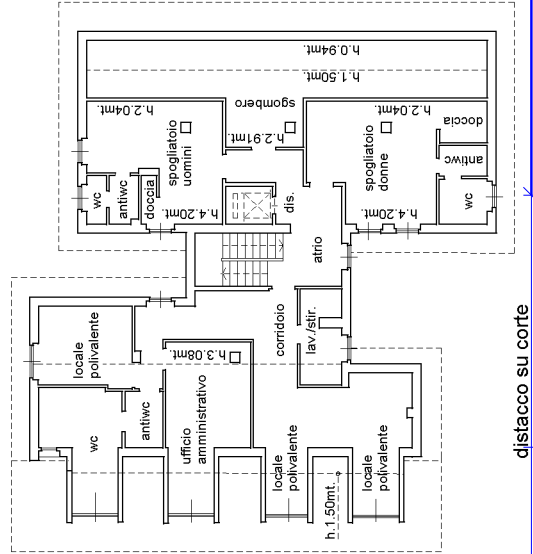 h.0.94mt.
h.1.50mt.
h.2.04mt.
sgombero
h.2.91mt.
h.2.04mt.
doccia
spogliatoio
uomini
spogliatoio
donne
antiwc
wc
antiwc
doccia
h.4.20mt.
dis.
h.4.20mt.
wc
atrio
corridoio
lav./stir.
locale
polivalente
h.3.08mt.
wc
antiwc
ufficio
amministrativo
locale
polivalente
locale
polivalente
h.1.50mt.
distacco su corte